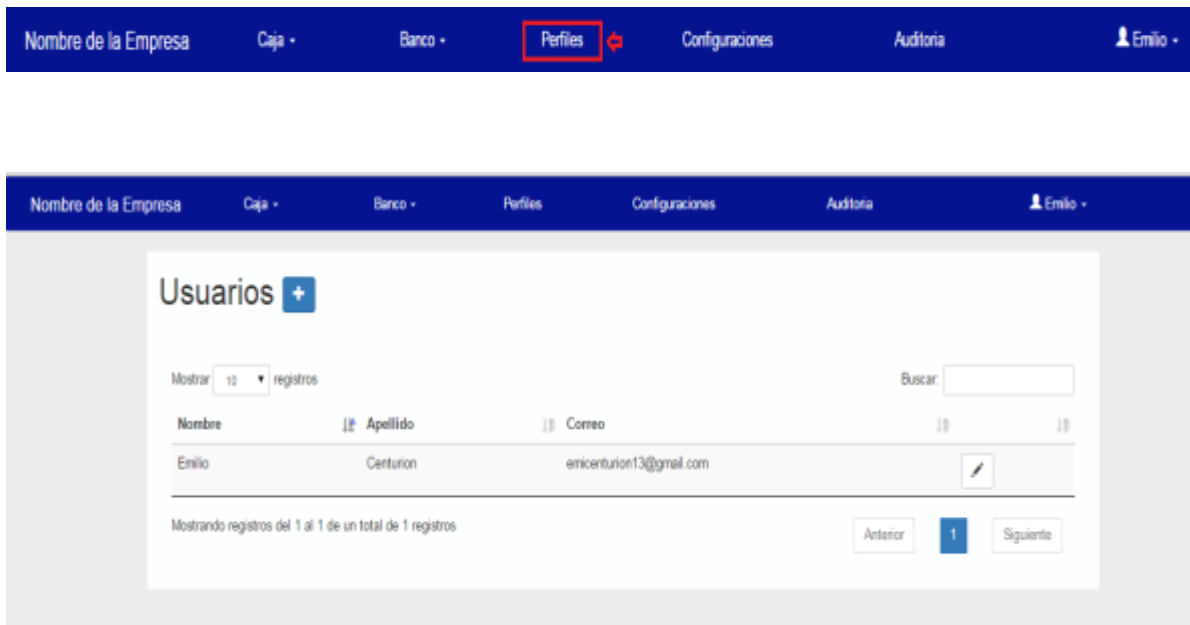 Nombre de la Empresa Caja Banco Perfiles Configuraciones Auditoria Emilio
Nombre de la Empresa Caja Banco Perfiles Configuraciones Auditoria Emilio
Usuarios +
Mostrar 10 registros Buscar:
Nombre Apellido Correo
Emilio Centurion emicenturion13@gmail.com
Mostrando registros del 1 al 1 de un total de 1 registros Anterior 1 Siguiente